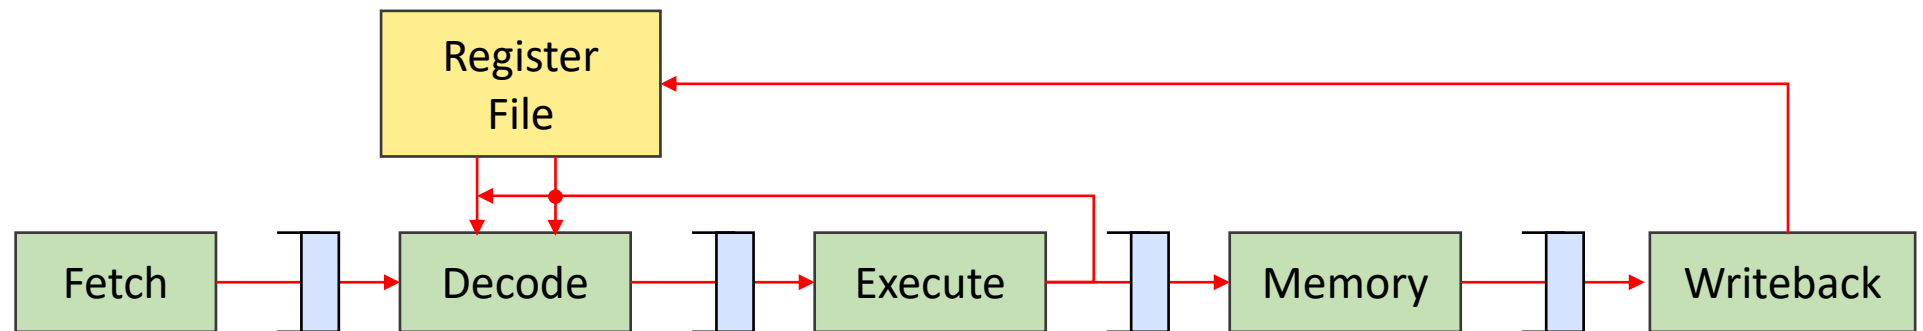 Register
File
Fetch
Decode
Execute
Memory
Writeback